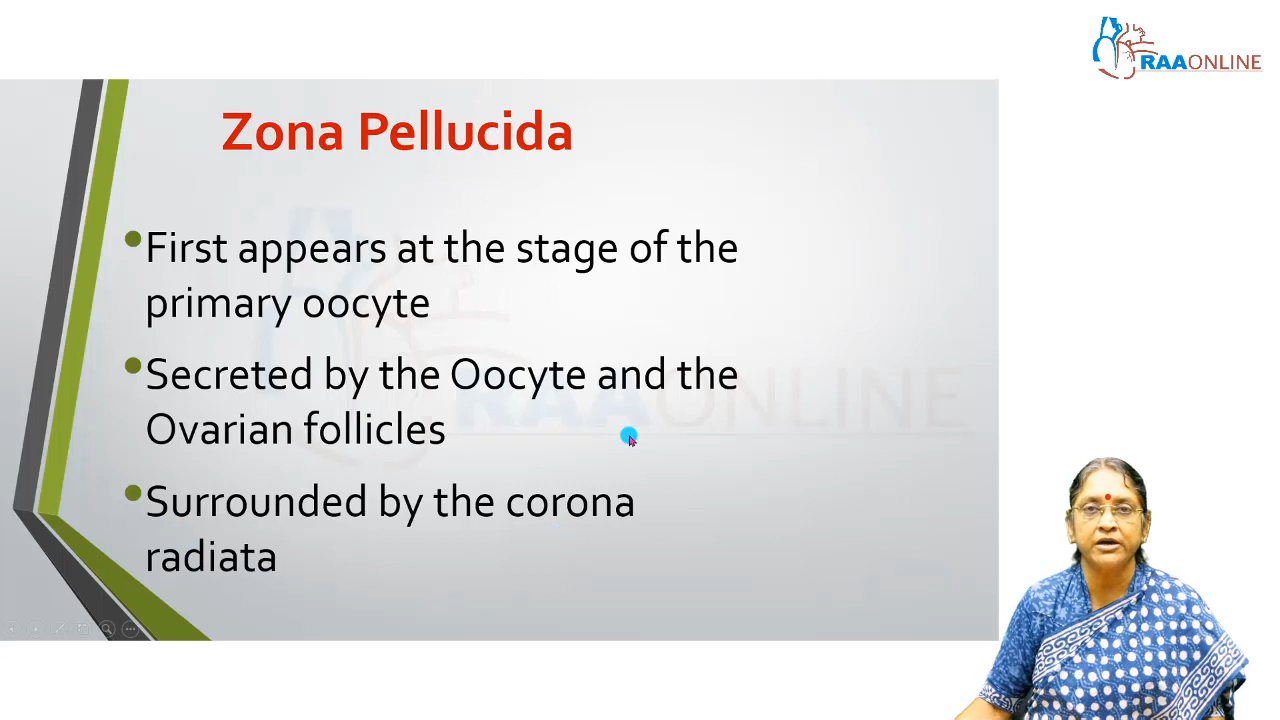 RAAONLINE
Zona Pellucida
•First appears at the stage of the
primary oocyte
•Secreted by the Oocyte and the
Ovarian follicles
•Surrounded by the corona
radiata
RAAONLINE